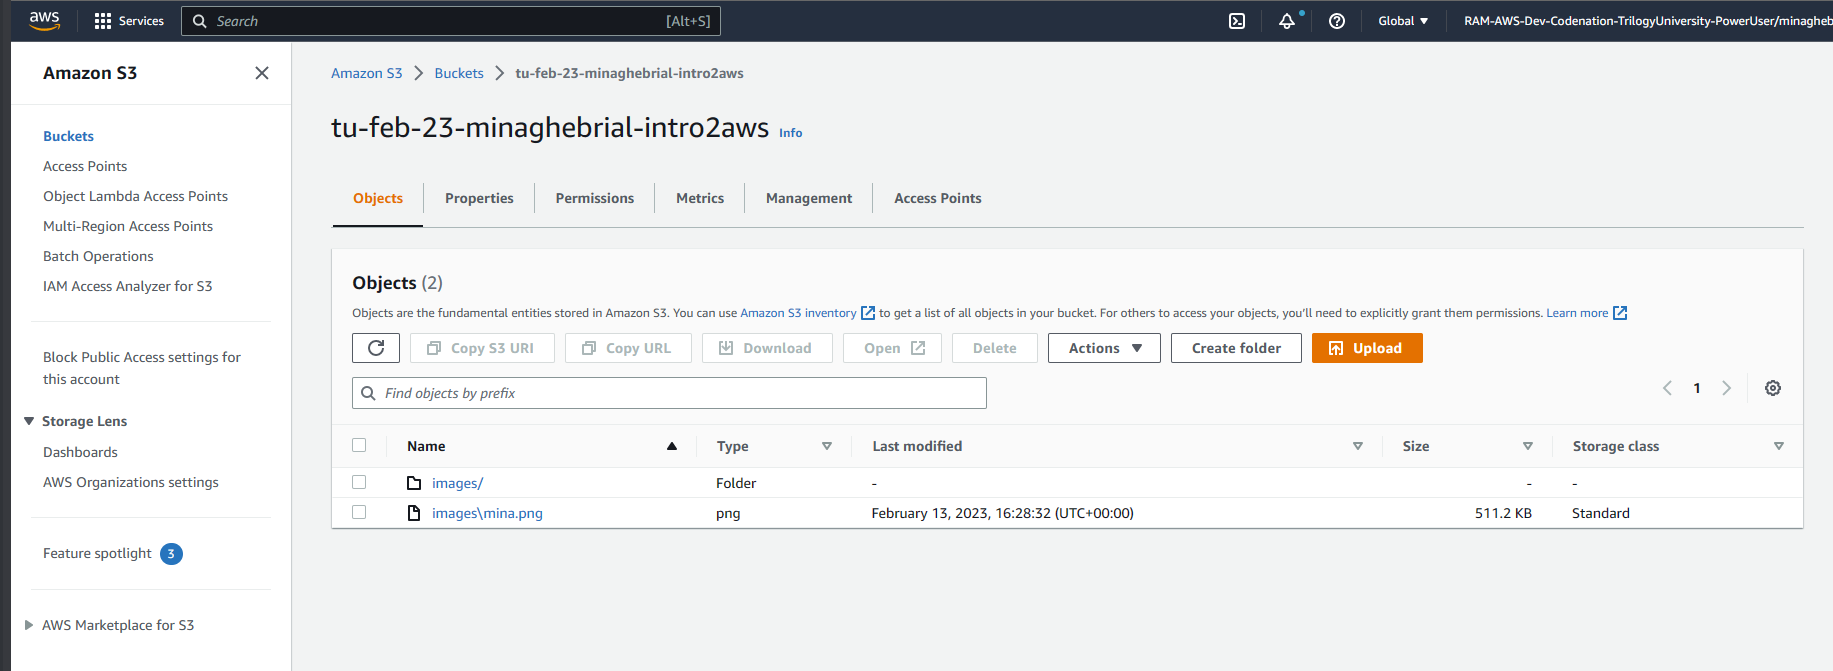 aws Services Search [Alt+S] Global RAM-AWS-Dev-Codenation-TrilogyUniversity-PowerUser/minagheb
Amazon S3
Buckets
Access Points
Object Lambda Access Points
Multi-Region Access Points
Batch Operations
IAM Access Analyzer for S3
Block Public Access settings for
this account
Storage Lens
Dashboards
AWS Organizations settings
Feature spotlight 3
AWS Marketplace for S3
Amazon S3 Buckets tu-feb-23-minaghebrial-intro2aws
tu-feb-23-minaghebrial-intro2aws Info
Objects Properties Permissions Metrics Management Access Points
Objects (2)
Objects are the fundamental entities stored in Amazon S3. You can use Amazon S3 inventory to get a list of all objects in your bucket. For others to access your objects, you'll need to explicitly grant them permissions. Learn more
Copy S3 URI Copy URL Download Open Delete Actions Create folder Upload
Find objects by prefix 1
Name Type Last modified Size Storage class
images/ Folder - - -
images\mina.png png February 13, 2023, 16:28:32 (UTC+00:00) 511.2 KB Standard